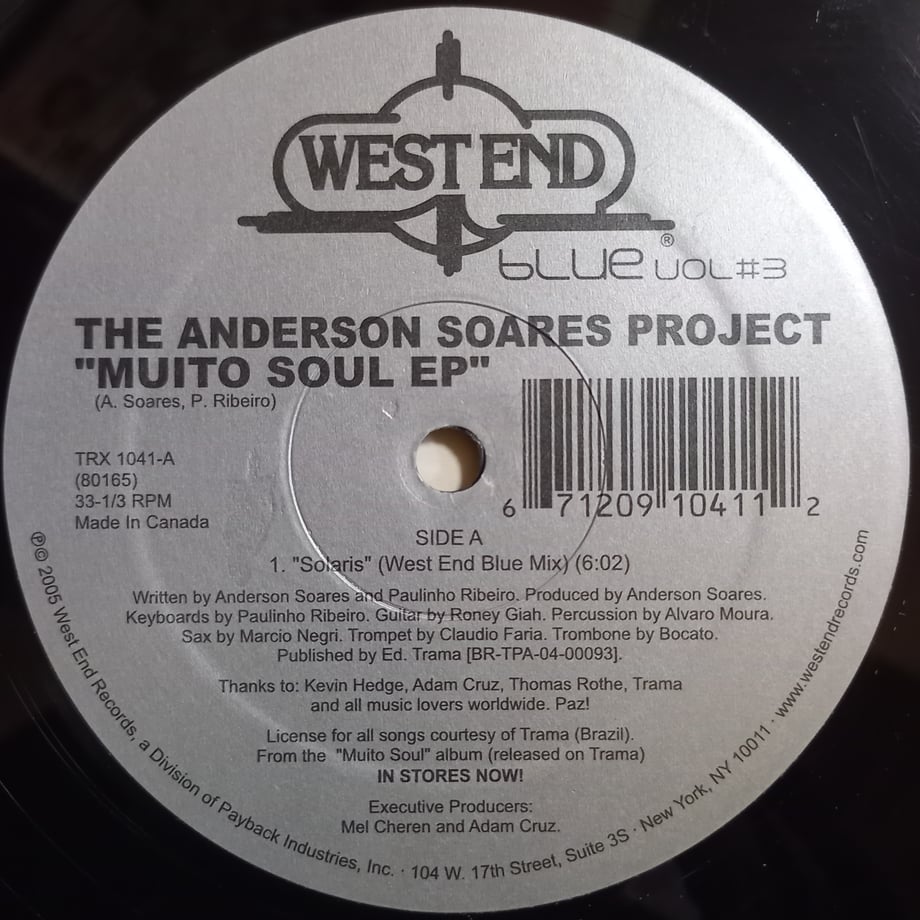 WEST END
®
BLUE VOL#3
THE ANDERSON SOARES PROJECT
"MUITO SOUL EP"
(A. Soares, P. Ribeiro)
TRX 1041-A
(80165)
33-1/3 RPM
Made In Canada
6 71209 10411 2
SIDE A
1. "Solaris" (West End Blue Mix) (6:02)
Written by Anderson Soares and Paulinho Ribeiro. Produced by Anderson Soares.
Keyboards by Paulinho Ribeiro. Guitar by Roney Giah. Percussion by Alvaro Moura.
Sax by Marcio Negri. Trompet by Claudio Faria. Trombone by Bocato.
Published by Ed. Trama [BR-TPA-04-00093].
Thanks to: Kevin Hedge, Adam Cruz, Thomas Rothe, Trama
and all music lovers worldwide. Paz!
License for all songs courtesy of Trama (Brazil).
From the "Muito Soul" album (released on Trama)
IN STORES NOW!
Executive Producers:
Mel Cheren and Adam Cruz.
℗© 2005 West End Records, a Division of Payback Industries, Inc. · 104 W. 17th Street, Suite 3S · New York, NY 10011 · www.westendrecords.com